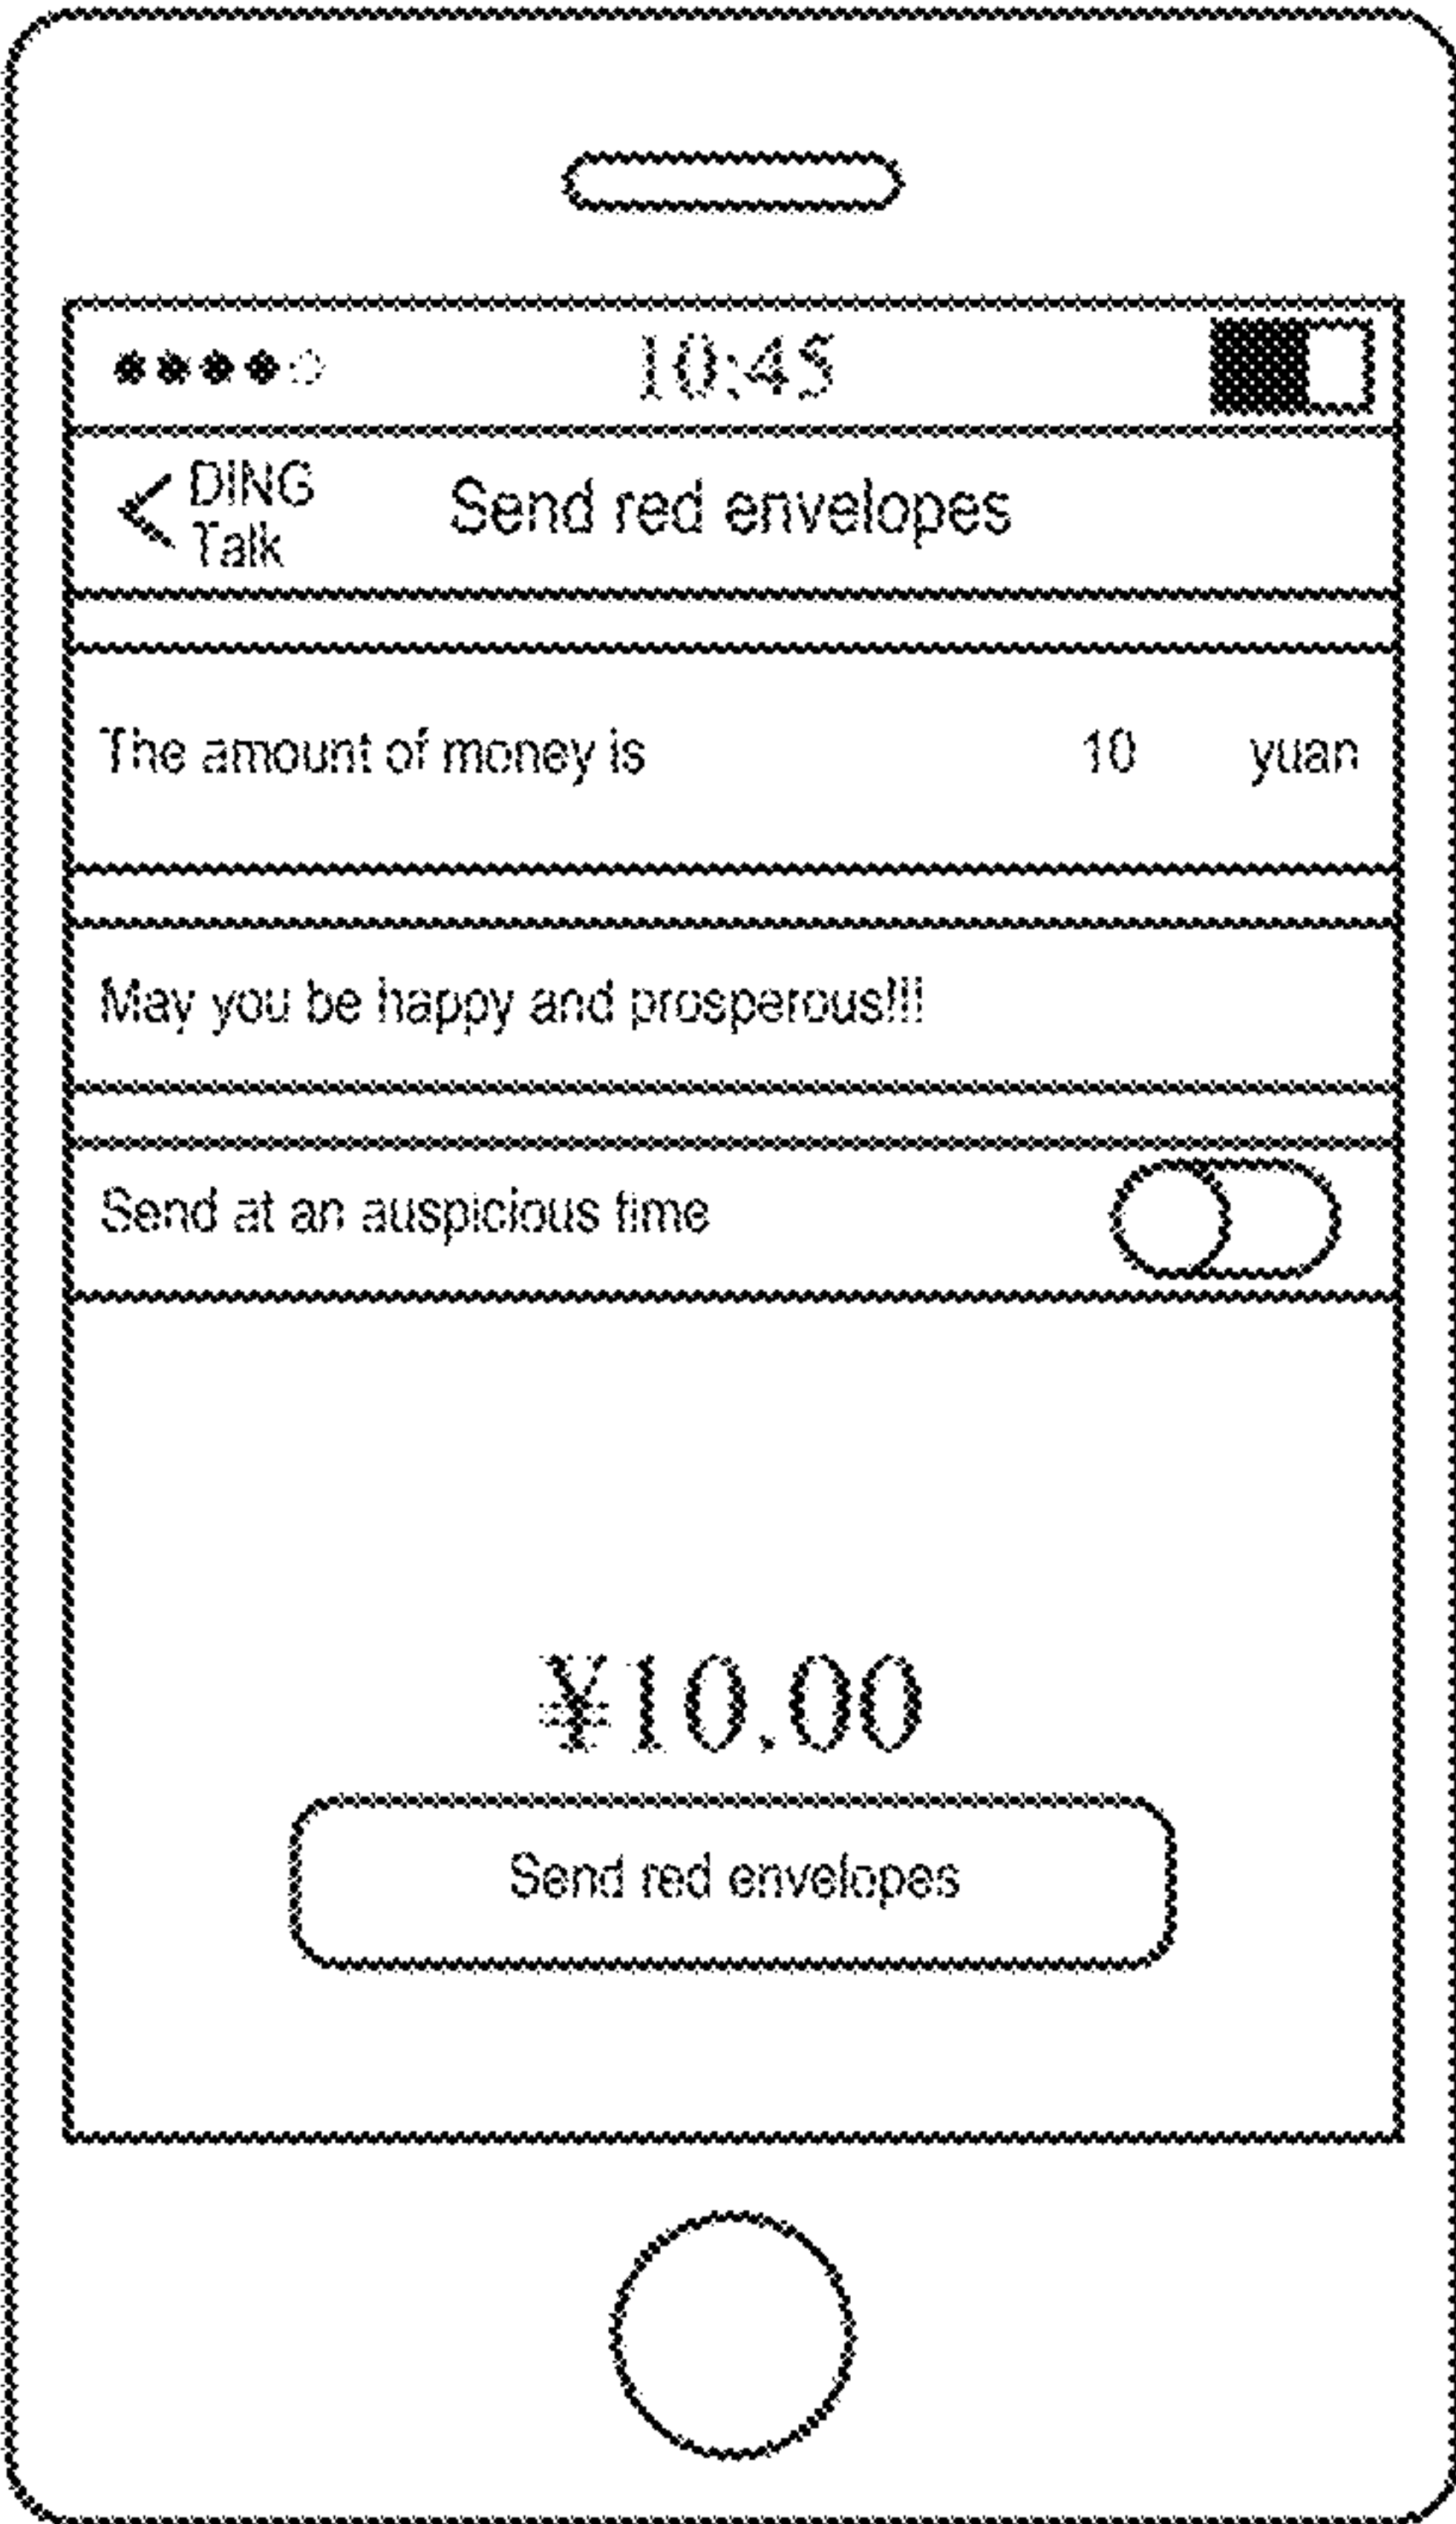 10:45
DING
Talk
Send red envelopes
The amount of money is 10 yuan
May you be happy and prosperous!!!
Send at an auspicious time
¥10.00
Send red envelopes